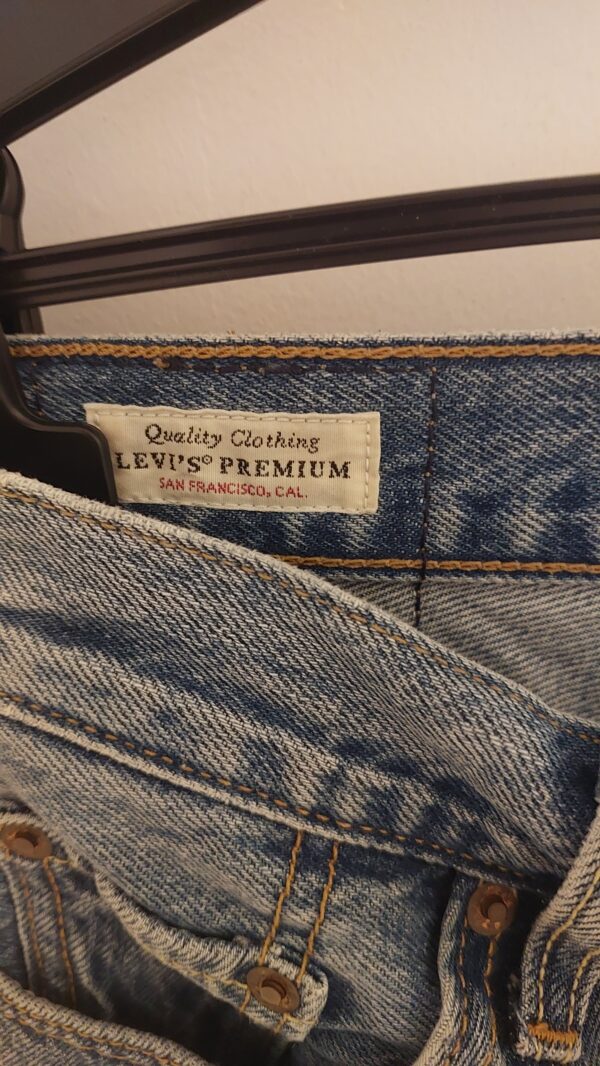 Quality Clothing
LEVI'S® PREMIUM
SAN FRANCISCO, CAL.